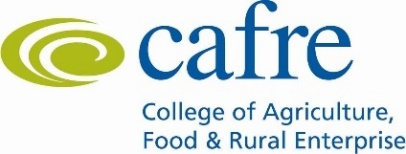 cafre
College of Agriculture,
Food & Rural Enterprise